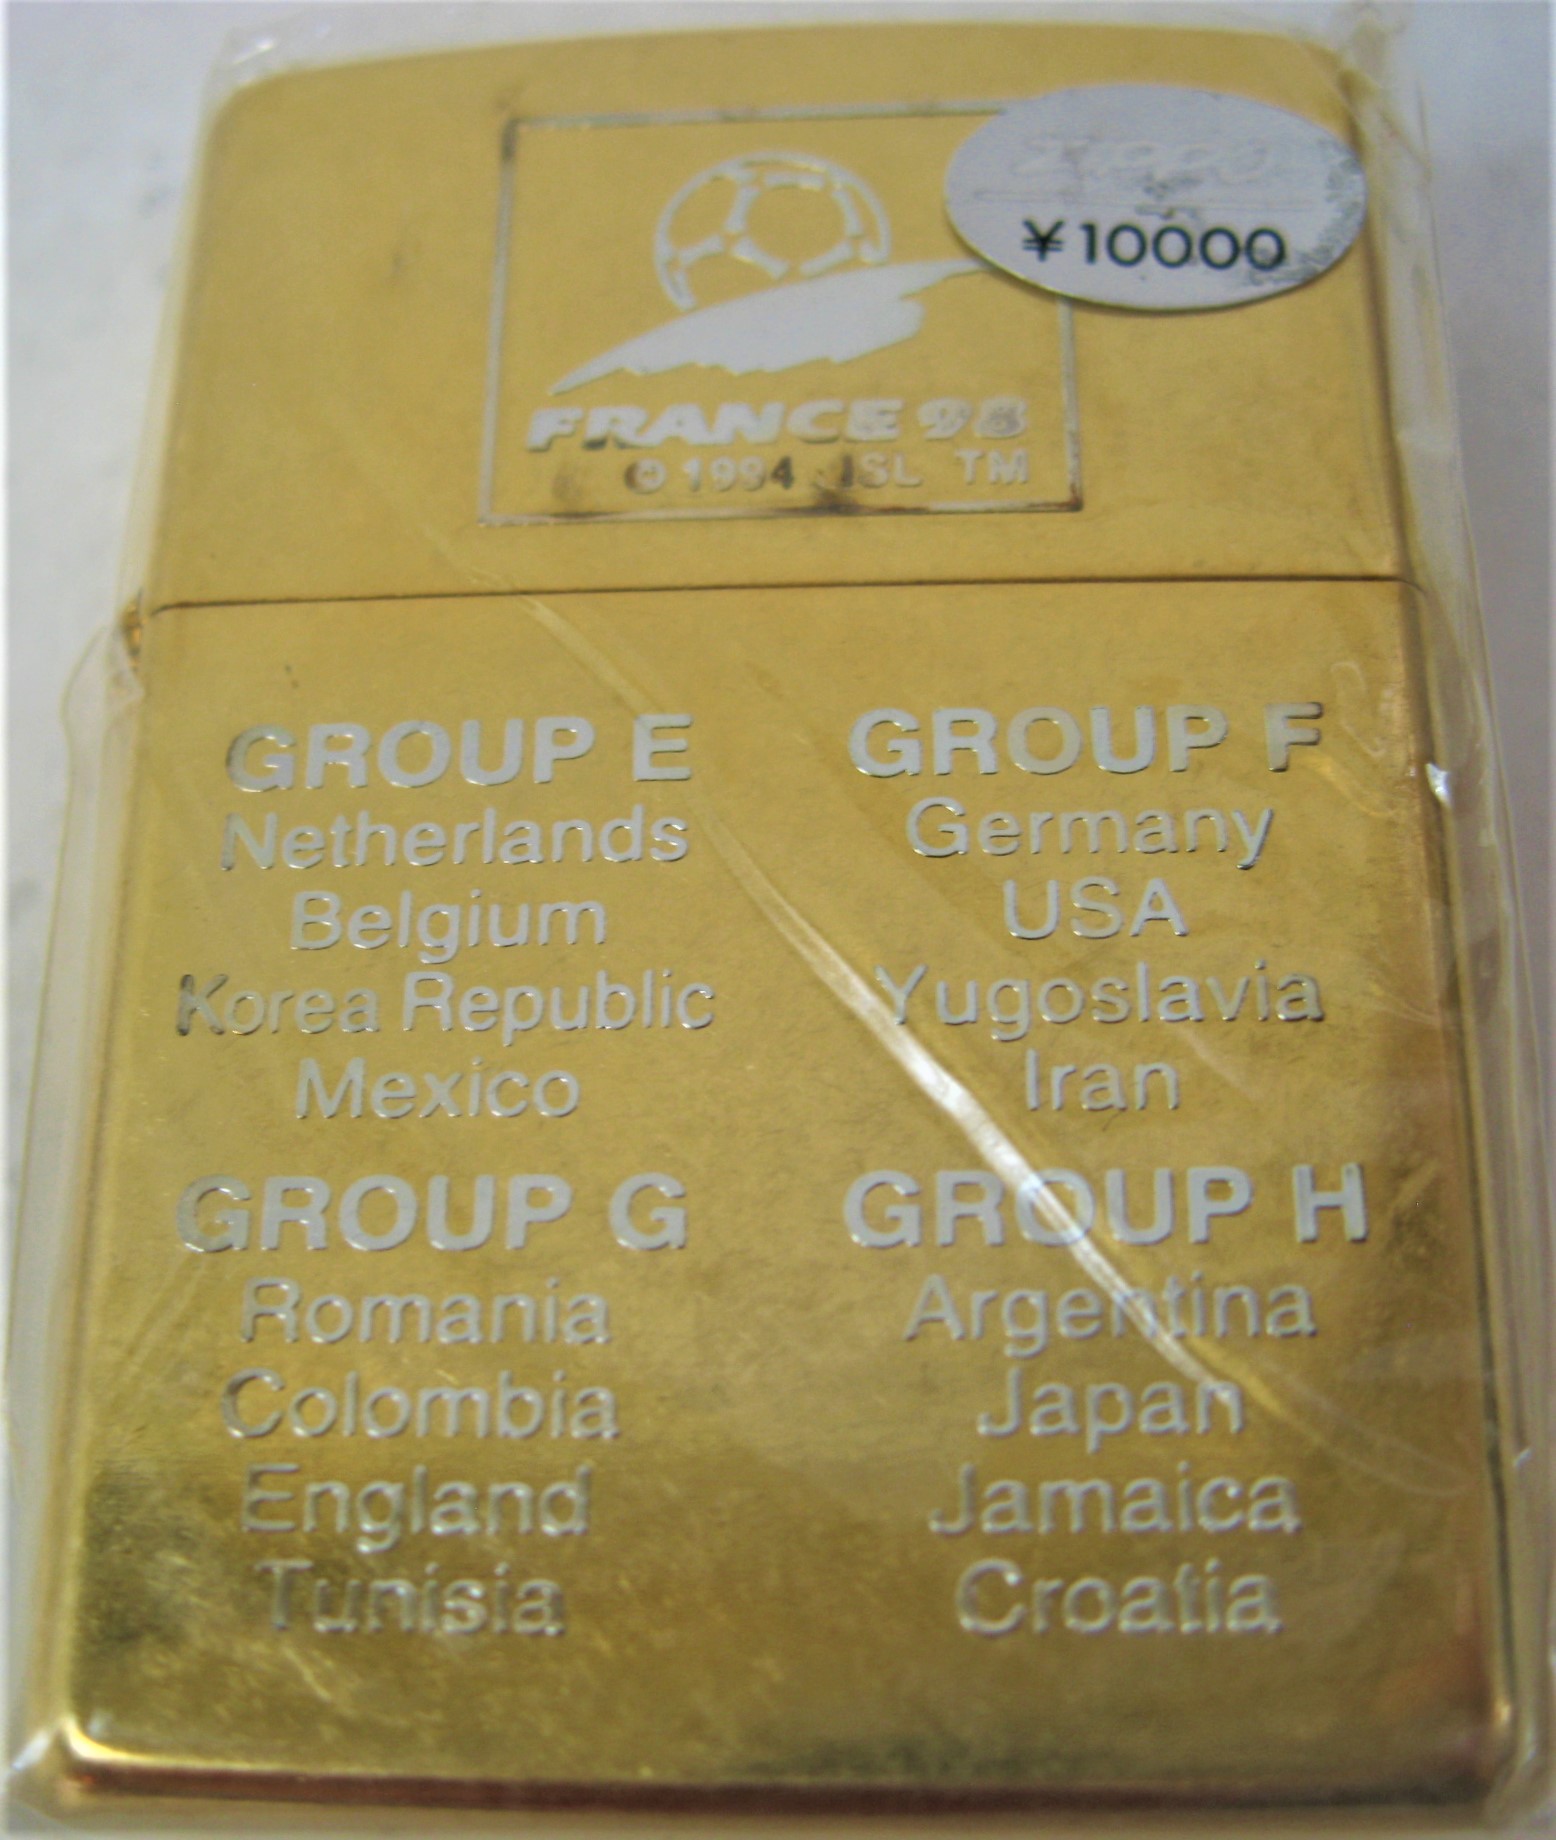 ¥10000
FRANCE 98
© 1994 ISL TM
GROUP E
Netherlands
Belgium
Korea Republic
Mexico
GROUP F
Germany
USA
Yugoslavia
Iran
GROUP G
Romania
Colombia
England
Tunisia
GROUP H
Argentina
Japan
Jamaica
Croatia